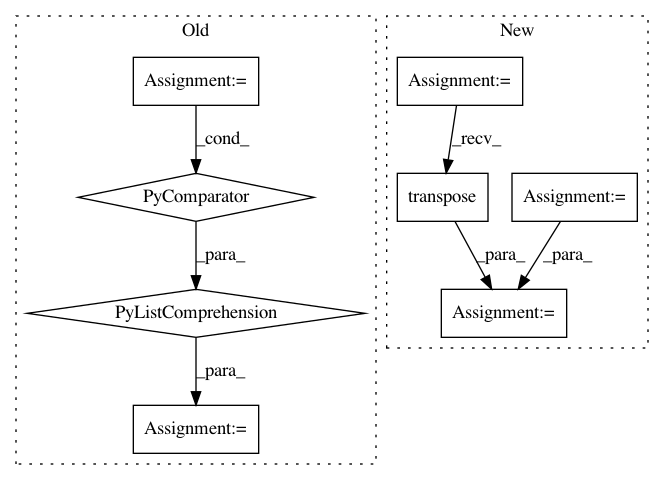 Old
New
Assignment:=
Assignment:=
_cond_
_recv_
PyComparator
transpose
Assignment:=
_para_
_para_
_para_
PyListComprehension
Assignment:=
_para_
Assignment:=